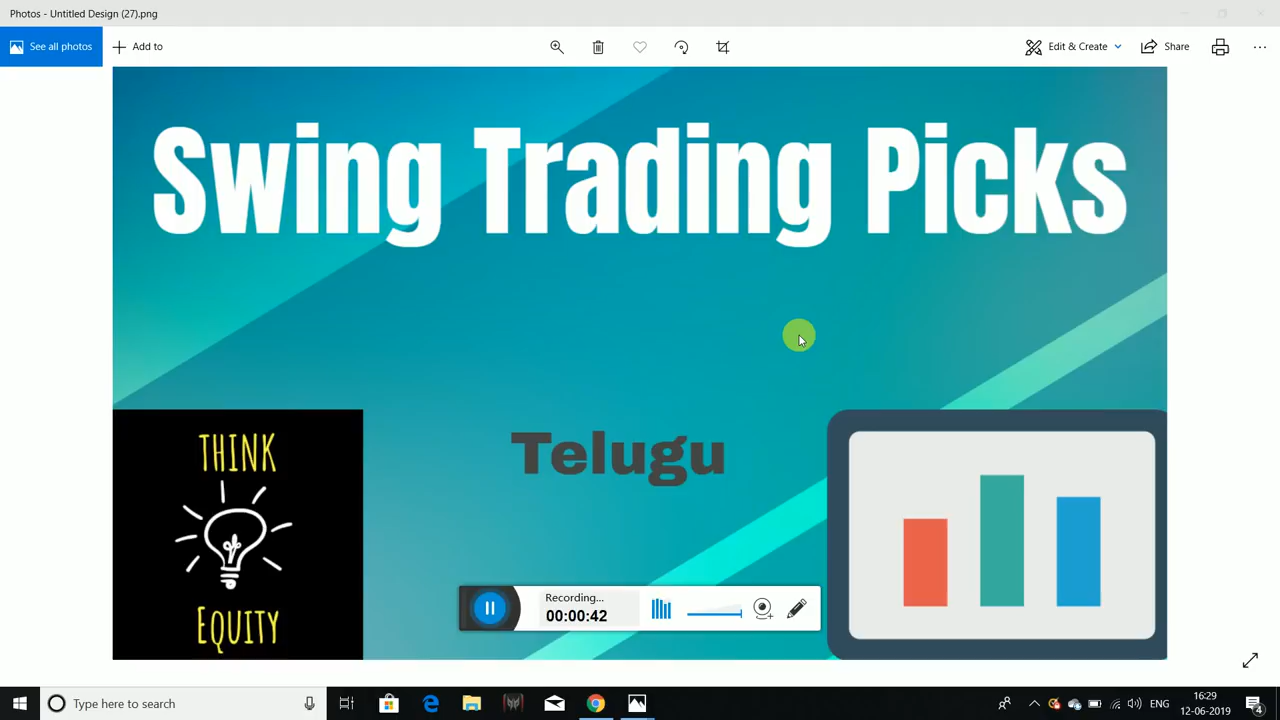 Photos - Untitled Design (27).png
See all photos
Add to
Edit & Create
Share
Swing Trading Picks
Telugu
THINK
EQUITY
Recording...
00:00:42
Type here to search
ENG
16:29
12-06-2019
4